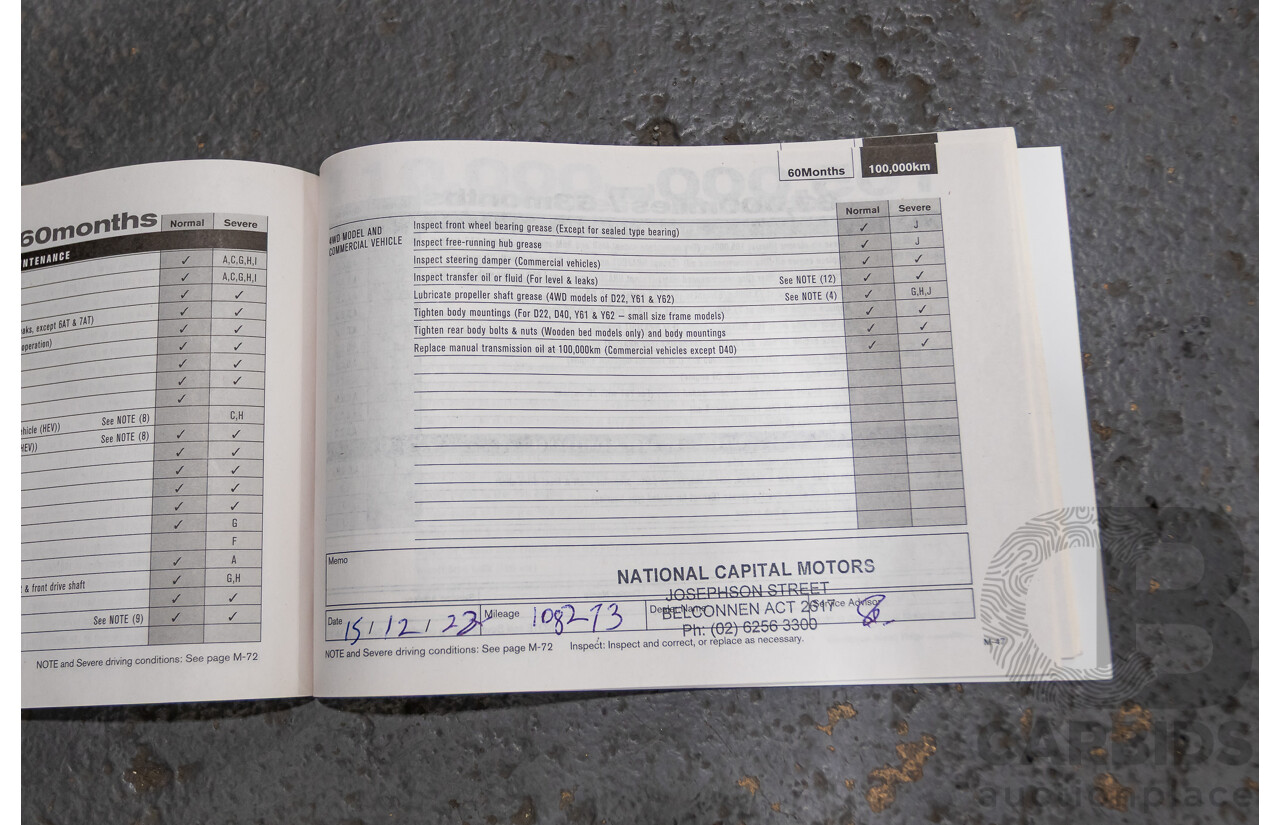 60months
Normal Severe
NTENANCE
✓ A,C,G,H,I
✓ A,C,G,H,I
✓ ✓
✓ ✓
aks, except 6AT & 7AT) ✓ ✓
operation) ✓ ✓
✓ ✓
✓ ✓
✓
See NOTE (8) C,H
ehicle (HEV)) See NOTE (8) ✓ ✓
HEV)) ✓ ✓
✓ ✓
✓ ✓
✓ ✓
✓ G
F
✓ A
t & front drive shaft ✓ G,H
✓ ✓
See NOTE (9) ✓ ✓
NOTE and Severe driving conditions: See page M-72
60Months 100,000km
Normal Severe
4WD MODEL AND
COMMERCIAL VEHICLE
Inspect front wheel bearing grease (Except for sealed type bearing) ✓ J
Inspect free-running hub grease ✓ J
Inspect steering damper (Commercial vehicles) ✓ ✓
Inspect transfer oil or fluid (For level & leaks) See NOTE (12) ✓ ✓
Lubricate propeller shaft grease (4WD models of D22, Y61 & Y62) See NOTE (4) ✓ G,H,J
Tighten body mountings (For D22, D40, Y61 & Y62 – small size frame models) ✓ ✓
Tighten rear body bolts & nuts (Wooden bed models only) and body mountings ✓ ✓
Replace manual transmission oil at 100,000km (Commercial vehicles except D40) ✓ ✓
Memo
NATIONAL CAPITAL MOTORS
JOSEPHSON STREET
BELCONNEN ACT 2617
Ph: (02) 6256 3300
Date 15/12/22 Mileage 108273 Dealer Name Service Advisor
NOTE and Severe driving conditions: See page M-72 Inspect: Inspect and correct, or replace as necessary.
CARBIDS
auctionplace